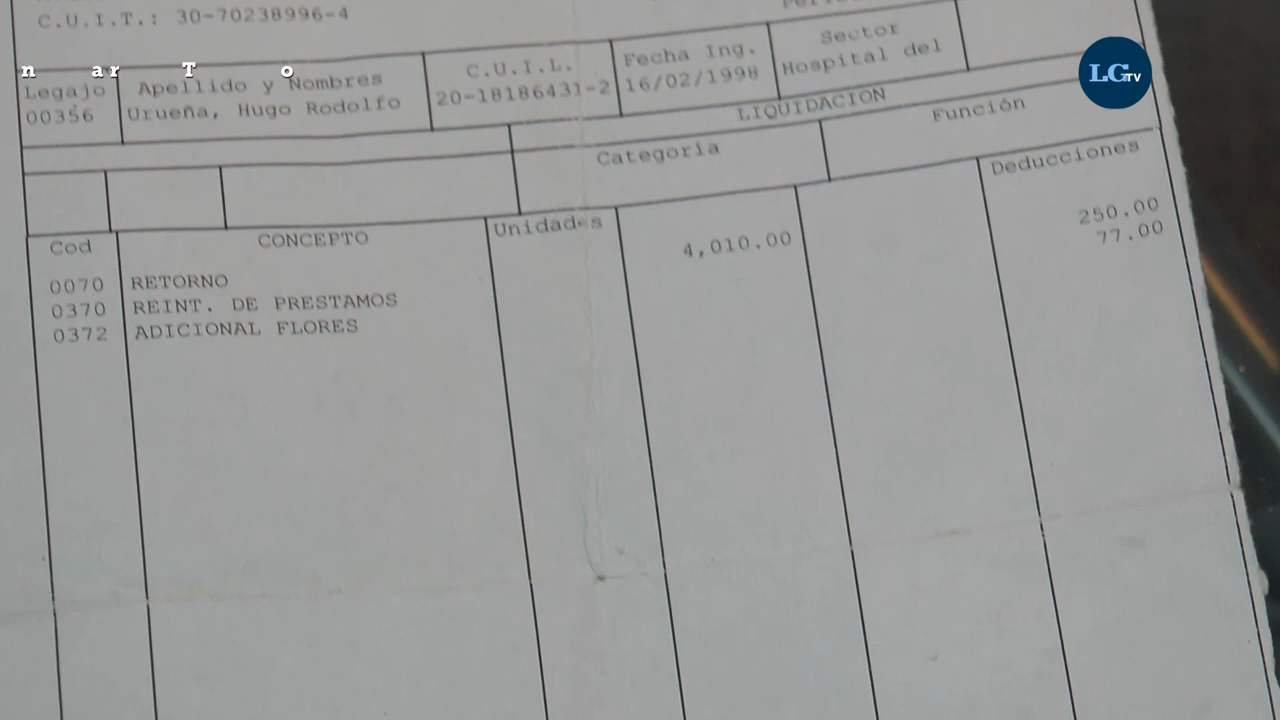 C.U.I.T.: 30-70238996-4
n ar T o
LGTV
Legajo
00356
Apellido y Nombres
Urueña, Hugo Rodolfo
C.U.I.L.
20-18186431-2
Fecha Ing.
16/02/1998
Sector
Hospital del
LIQUIDACION
Categoria
Función
Cod
CONCEPTO
Unidades
Deducciones
0070 RETORNO 4,010.00
0370 REINT. DE PRESTAMOS 250.00
0372 ADICIONAL FLORES 77.00